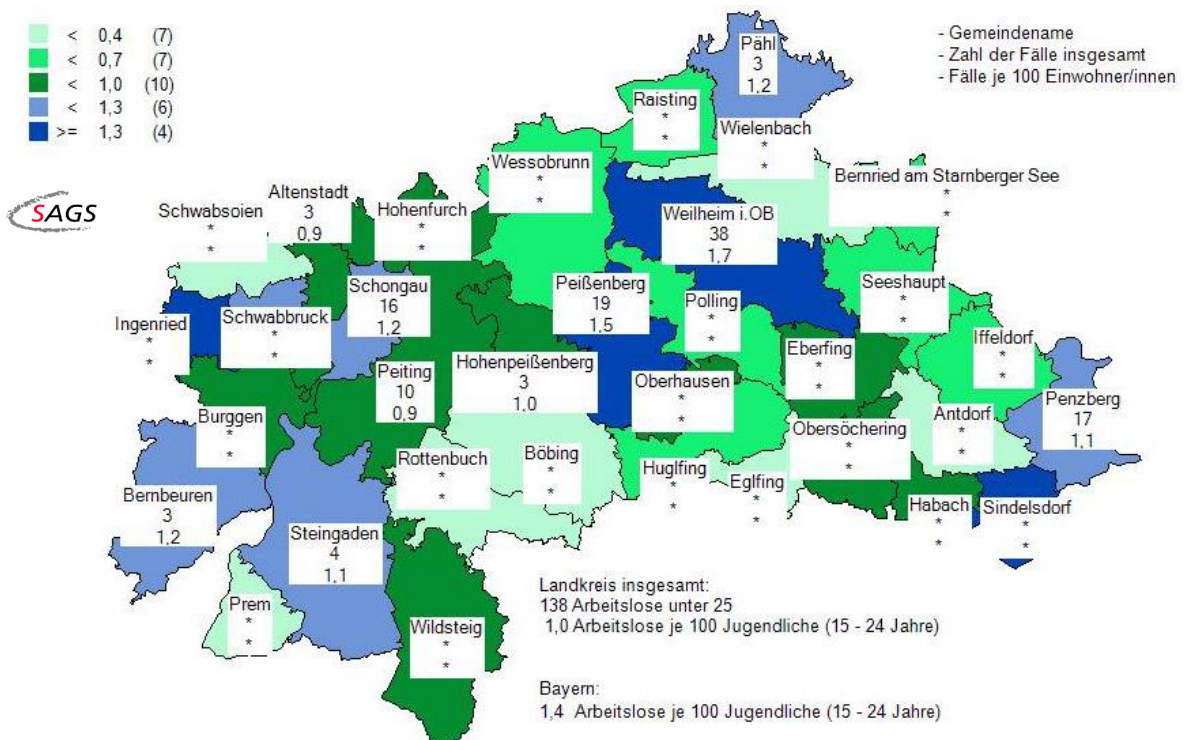 < 0,4 (7)
< 0,7 (7)
< 1,0 (10)
< 1,3 (6)
>= 1,3 (4)
- Gemeindename
- Zahl der Fälle insgesamt
- Fälle je 100 Einwohner/innen
SAGS
Pähl
3
1,2
Raisting
*
*
Wielenbach
*
*
Wessobrunn
*
*
Bernried am Starnberger See
*
*
Altenstadt
3
0,9
Schwabsoien
*
*
Hohenfurch
*
*
Weilheim i.OB
38
1,7
Schongau
16
1,2
Peißenberg
19
1,5
Polling
*
*
Seeshaupt
*
*
Ingenried
*
*
Schwabbruck
*
*
Eberfing
*
*
Iffeldorf
*
*
Peiting
10
0,9
Hohenpeißenberg
3
1,0
Oberhausen
*
*
Penzberg
17
1,1
Burggen
*
*
Obersöchering
*
*
Antdorf
*
*
Rottenbuch
*
*
Böbing
*
*
Huglfing
*
*
Eglfing
*
*
Bernbeuren
3
1,2
Habach
*
*
Sindelsdorf
*
*
Steingaden
4
1,1
Prem
*
*
Wildsteig
*
*
Landkreis insgesamt:
138 Arbeitslose unter 25
1,0 Arbeitslose je 100 Jugendliche (15 - 24 Jahre)
Bayern:
1,4 Arbeitslose je 100 Jugendliche (15 - 24 Jahre)